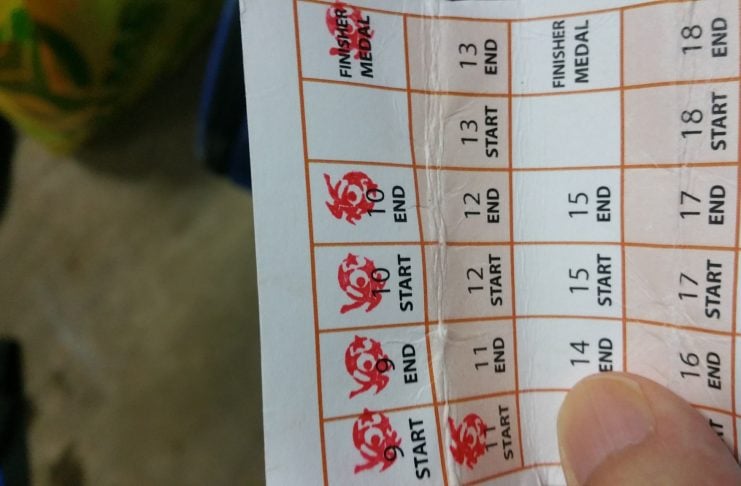 9
START
9
END
10
START
10
END
FINISHER
MEDAL
11
START
11
END
12
START
12
END
13
START
13
END
14
END
15
START
15
END
FINISHER
MEDAL
16
END
17
START
17
END
18
START
18
END